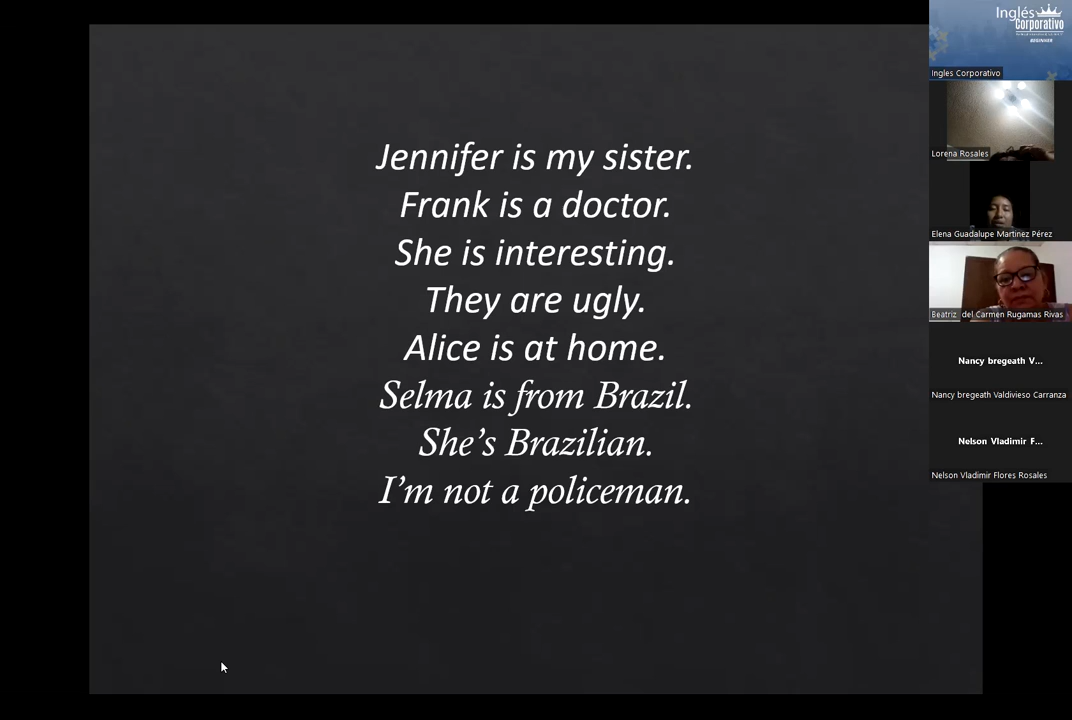 Jennifer is my sister.
Frank is a doctor.
She is interesting.
They are ugly.
Alice is at home.
Selma is from Brazil.
She’s Brazilian.
I’m not a policeman.
Inglés
Corporativo
BEGINNER
Ingles Corporativo
Lorena Rosales
Elena Guadalupe Martinez Pérez
Beatriz del Carmen Rugamas Rivas
Nancy bregeath V...
Nancy bregeath Valdivieso Carranza
Nelson Vladimir F...
Nelson Vladimir Flores Rosales